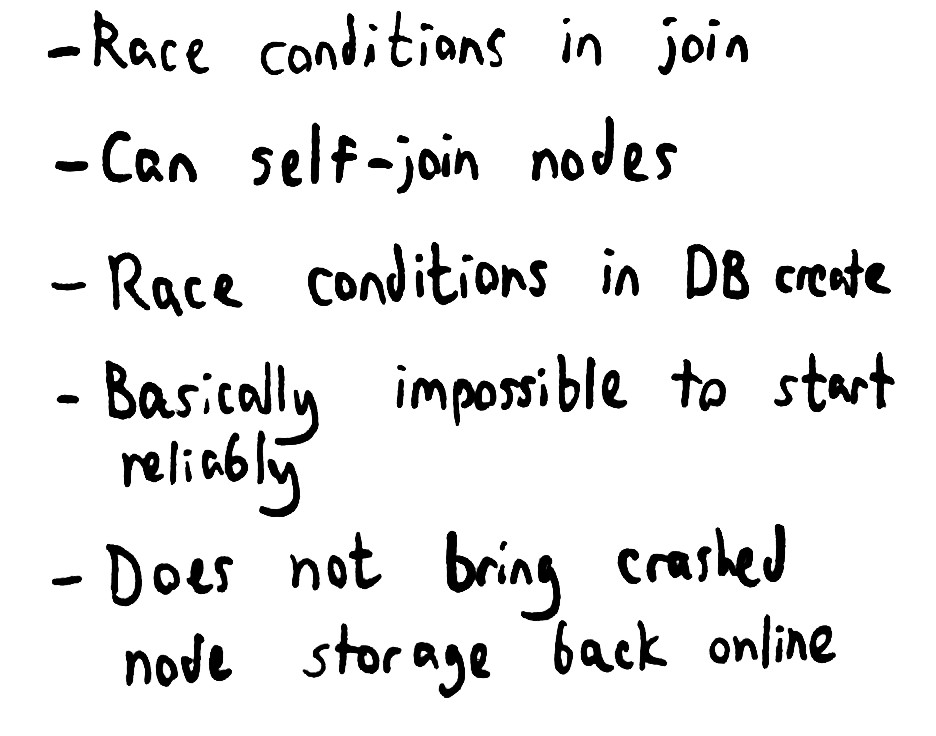 - Race conditions in join
- Can self-join nodes
- Race conditions in DB create
- Basically impossible to start
reliably
- Does not bring crashed
node storage back online